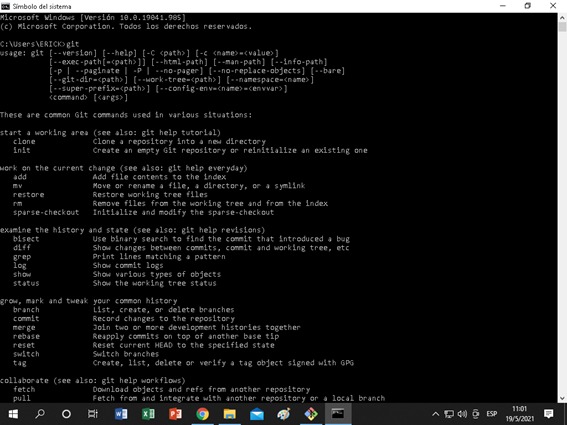 Símbolo del sistema
Microsoft Windows [Versión 10.0.19041.985]
(c) Microsoft Corporation. Todos los derechos reservados.
C:\Users\ERICK>git
usage: git [--version] [--help] [-C <path>] [-c <name>=<value>]
[--exec-path[=<path>]] [--html-path] [--man-path] [--info-path]
[-p | --paginate | -P | --no-pager] [--no-replace-objects] [--bare]
[--git-dir=<path>] [--work-tree=<path>] [--namespace=<name>]
[--super-prefix=<path>] [--config-env=<name>=<envvar>]
<command> [<args>]
These are common Git commands used in various situations:
start a working area (see also: git help tutorial)
clone Clone a repository into a new directory
init Create an empty Git repository or reinitialize an existing one
work on the current change (see also: git help everyday)
add Add file contents to the index
mv Move or rename a file, a directory, or a symlink
restore Restore working tree files
rm Remove files from the working tree and from the index
sparse-checkout Initialize and modify the sparse-checkout
examine the history and state (see also: git help revisions)
bisect Use binary search to find the commit that introduced a bug
diff Show changes between commits, commit and working tree, etc
grep Print lines matching a pattern
log Show commit logs
show Show various types of objects
status Show the working tree status
grow, mark and tweak your common history
branch List, create, or delete branches
commit Record changes to the repository
merge Join two or more development histories together
rebase Reapply commits on top of another base tip
reset Reset current HEAD to the specified state
switch Switch branches
tag Create, list, delete or verify a tag object signed with GPG
collaborate (see also: git help workflows)
fetch Download objects and refs from another repository
pull Fetch from and integrate with another repository or a local branch
ESP
11:01
19/5/2021